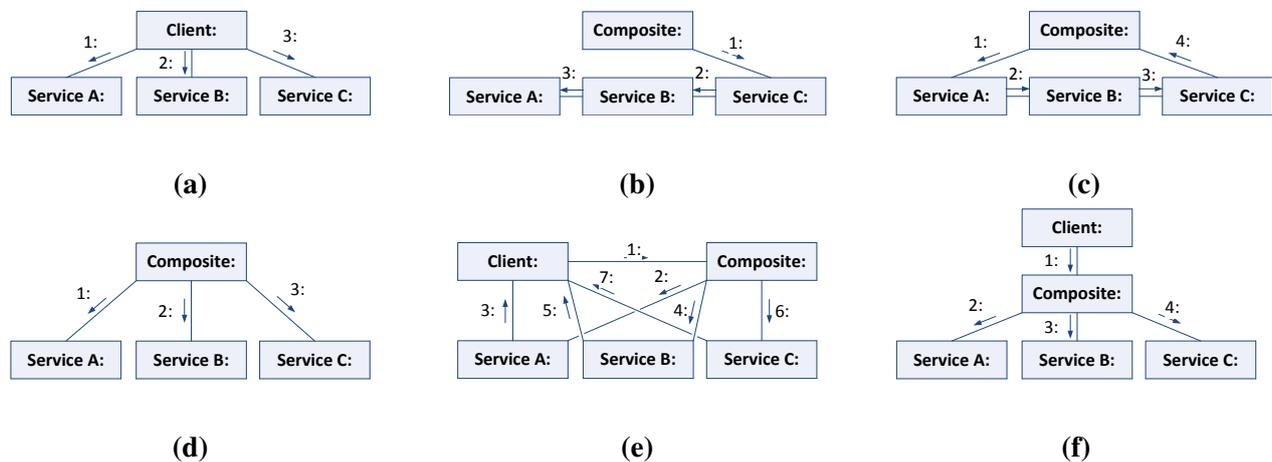 Client:
1:
2:
3:
Service A:
Service B:
Service C:
(a)
Composite:
1:
3:
2:
Service A:
Service B:
Service C:
(b)
Composite:
1:
4:
2:
3:
Service A:
Service B:
Service C:
(c)
Composite:
1:
2:
3:
Service A:
Service B:
Service C:
(d)
Client:
1:
Composite:
7:
2:
3:
5:
4:
6:
Service A:
Service B:
Service C:
(e)
Client:
1:
Composite:
2:
3:
4:
Service A:
Service B:
Service C:
(f)